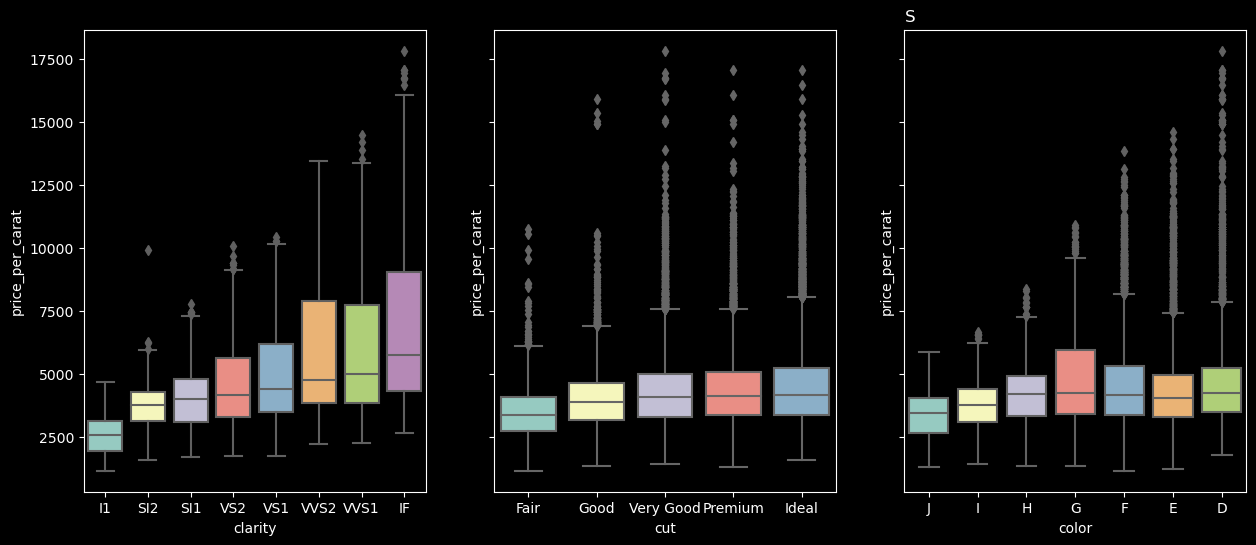 S
17500
15000
12500
10000
7500
5000
2500
price_per_carat
I1 SI2 SI1 VS2 VS1 VVS2 VVS1 IF
clarity
price_per_carat
Fair Good Very Good Premium Ideal
cut
price_per_carat
J I H G F E D
color